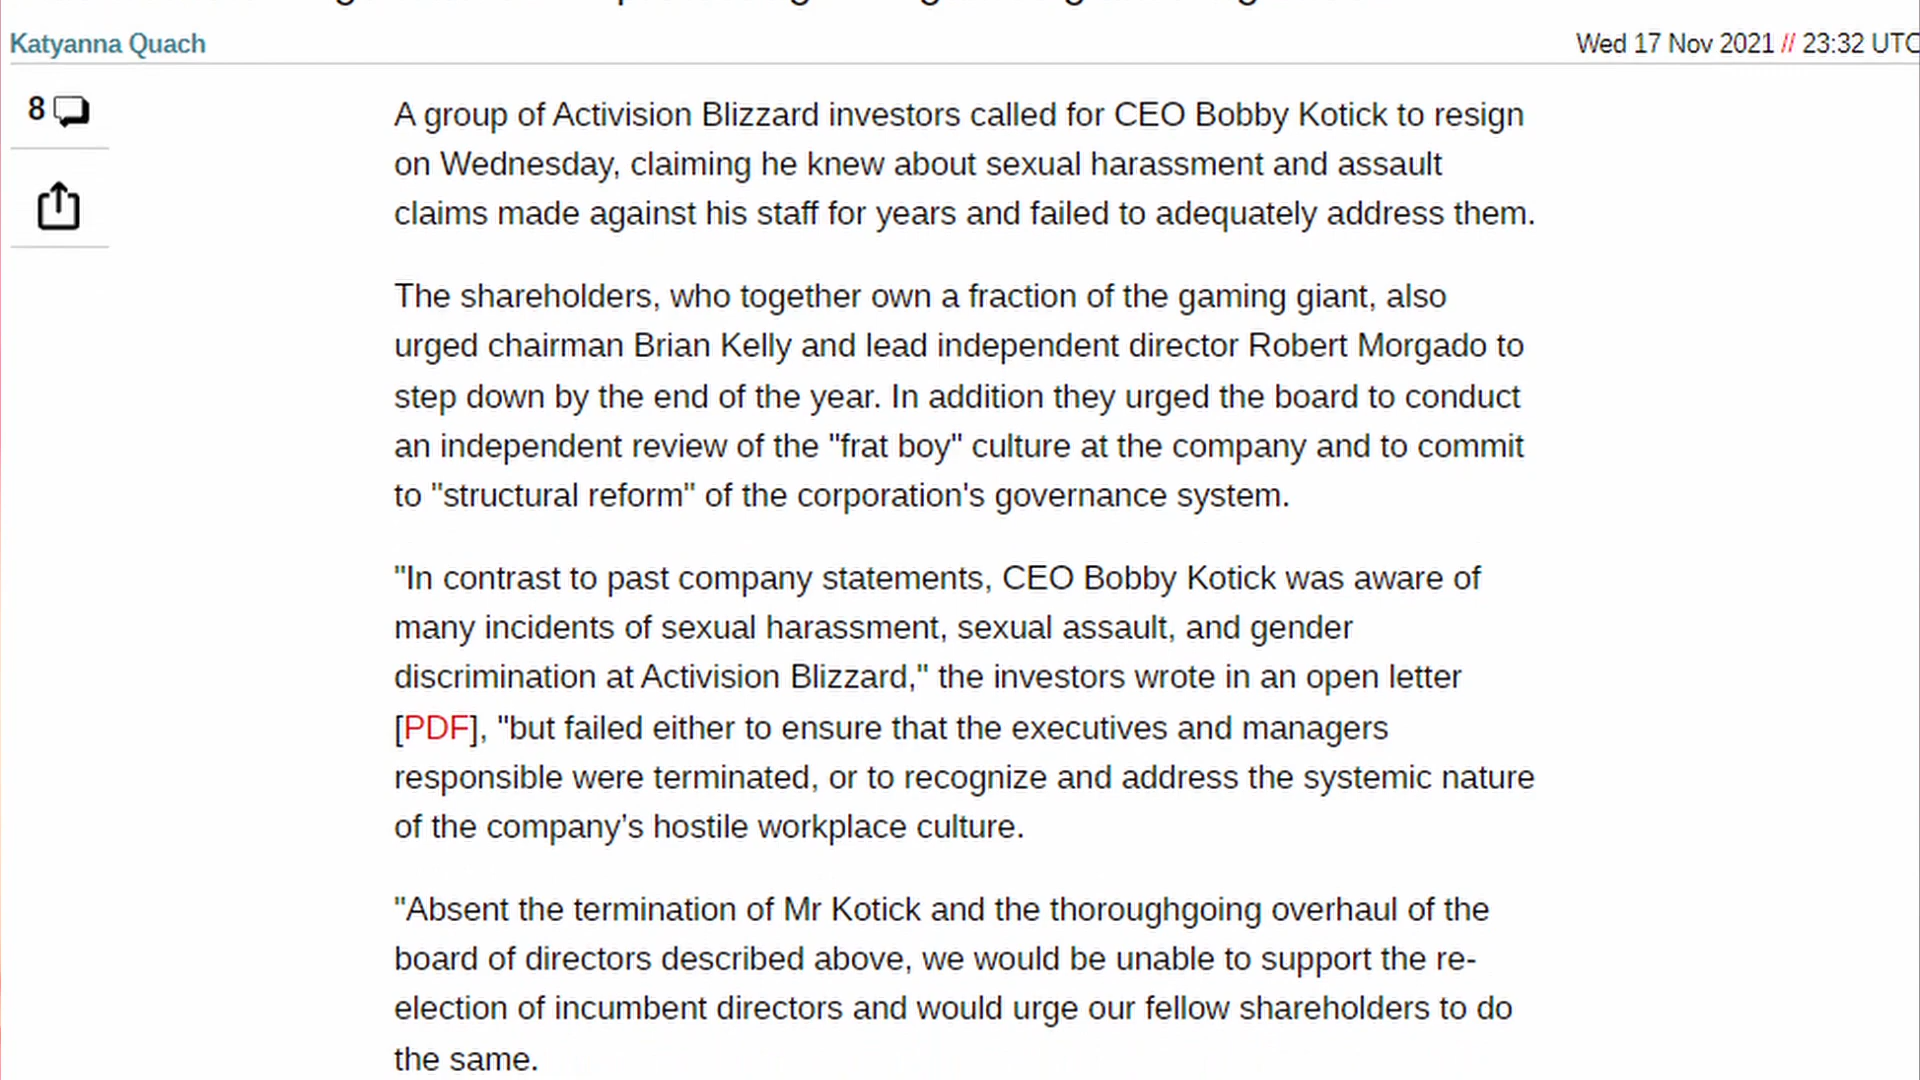 Katyanna Quach
Wed 17 Nov 2021 // 23:32 UTC
8
A group of Activision Blizzard investors called for CEO Bobby Kotick to resign
on Wednesday, claiming he knew about sexual harassment and assault
claims made against his staff for years and failed to adequately address them.
The shareholders, who together own a fraction of the gaming giant, also
urged chairman Brian Kelly and lead independent director Robert Morgado to
step down by the end of the year. In addition they urged the board to conduct
an independent review of the "frat boy" culture at the company and to commit
to "structural reform" of the corporation's governance system.
"In contrast to past company statements, CEO Bobby Kotick was aware of
many incidents of sexual harassment, sexual assault, and gender
discrimination at Activision Blizzard," the investors wrote in an open letter
[PDF], "but failed either to ensure that the executives and managers
responsible were terminated, or to recognize and address the systemic nature
of the company’s hostile workplace culture.
"Absent the termination of Mr Kotick and the thoroughgoing overhaul of the
board of directors described above, we would be unable to support the re-
election of incumbent directors and would urge our fellow shareholders to do
the same.